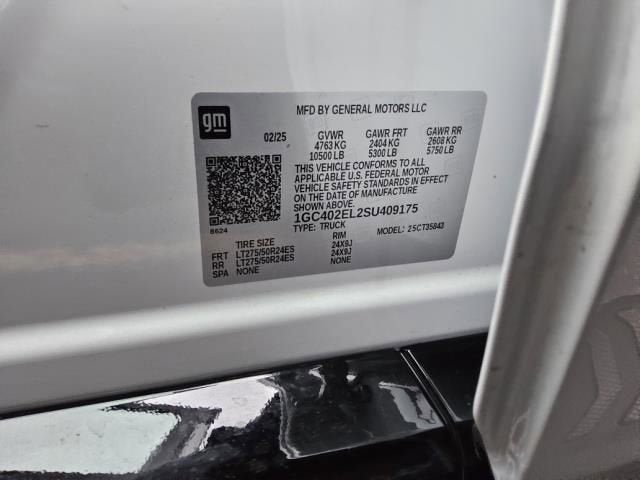 gm
MFD BY GENERAL MOTORS LLC
02/25 GVWR GAWR FRT GAWR RR
4763 KG 2404 KG 2608 KG
10500 LB 5300 LB 5750 LB
THIS VEHICLE CONFORMS TO ALL
APPLICABLE U.S. FEDERAL MOTOR
VEHICLE SAFETY STANDARDS IN EFFECT
ON THE DATE OF MANUFACTURE
SHOWN ABOVE.
1GC402EL2SU409175
8624 TYPE: TRUCK MODEL: 25CT35843
TIRE SIZE RIM
FRT LT275/50R24ES 24X9J
RR LT275/50R24ES 24X9J
SPA NONE NONE